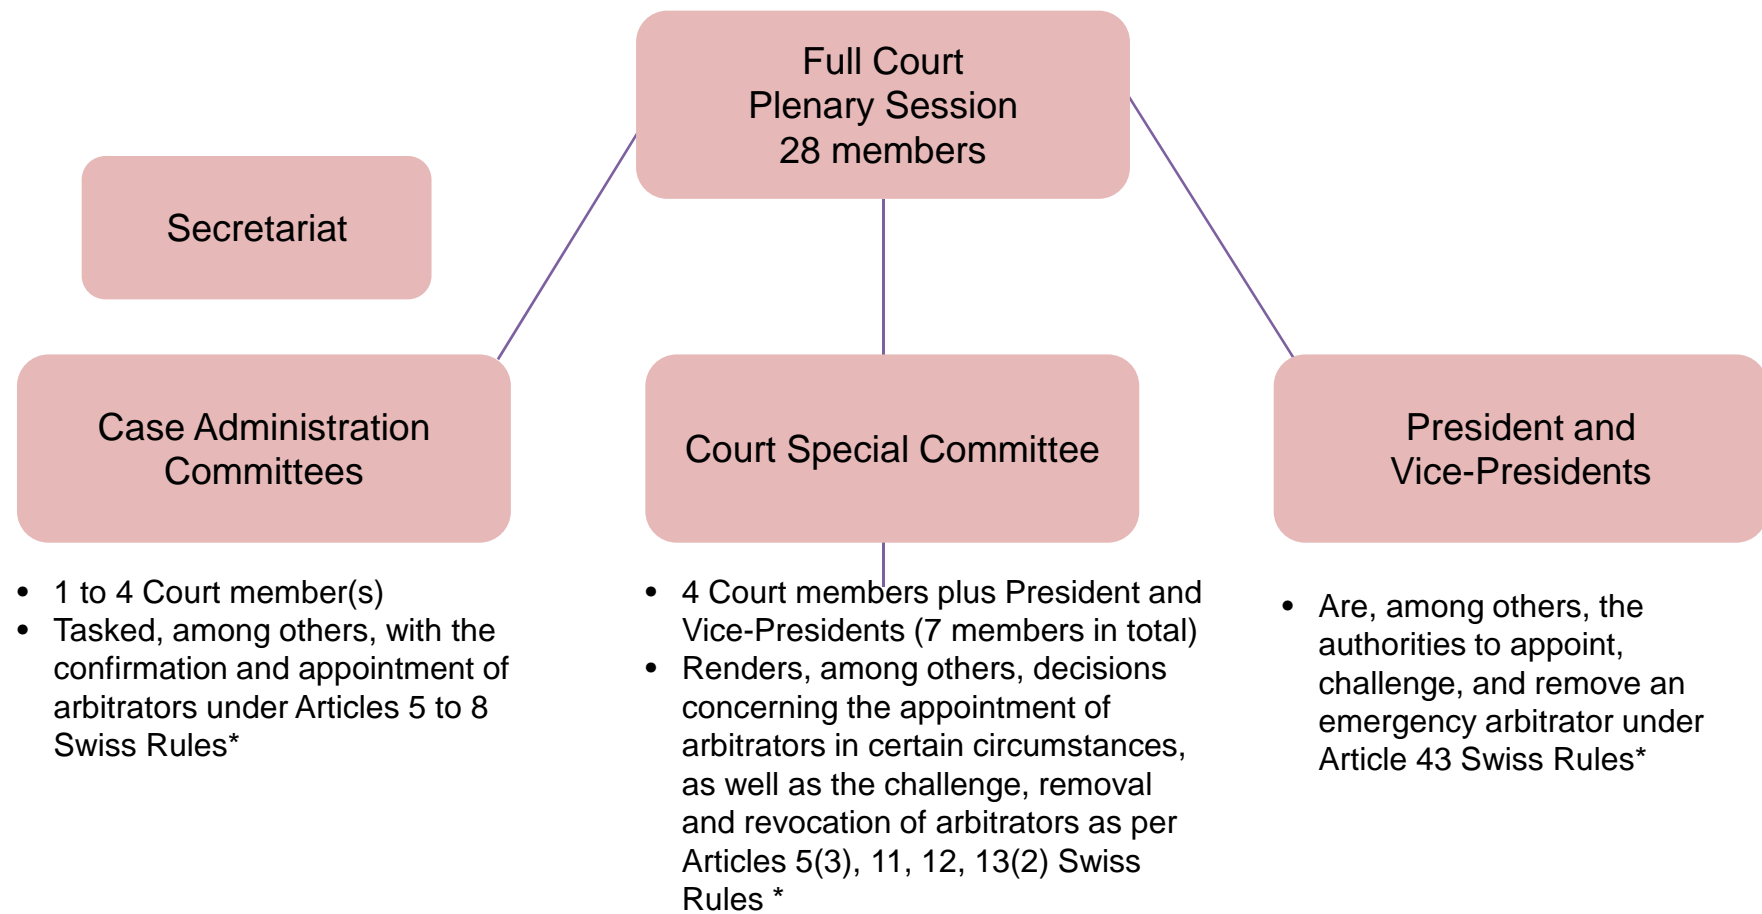 Full Court
Plenary Session
28 members
Secretariat
Case Administration
Committees
Court Special Committee
President and
Vice-Presidents
• 1 to 4 Court member(s)
• Tasked, among others, with the
confirmation and appointment of
arbitrators under Articles 5 to 8
Swiss Rules*
• 4 Court members plus President and
Vice-Presidents (7 members in total)
• Renders, among others, decisions
concerning the appointment of
arbitrators in certain circumstances,
as well as the challenge, removal
and revocation of arbitrators as per
Articles 5(3), 11, 12, 13(2) Swiss
Rules *
• Are, among others, the
authorities to appoint,
challenge, and remove an
emergency arbitrator under
Article 43 Swiss Rules*